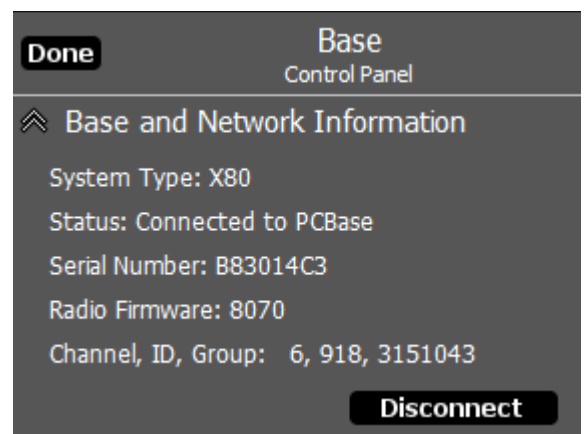 Done
Base
Control Panel
Base and Network Information
System Type: X80
Status: Connected to PCBase
Serial Number: B83014C3
Radio Firmware: 8070
Channel, ID, Group: 6, 918, 3151043
Disconnect